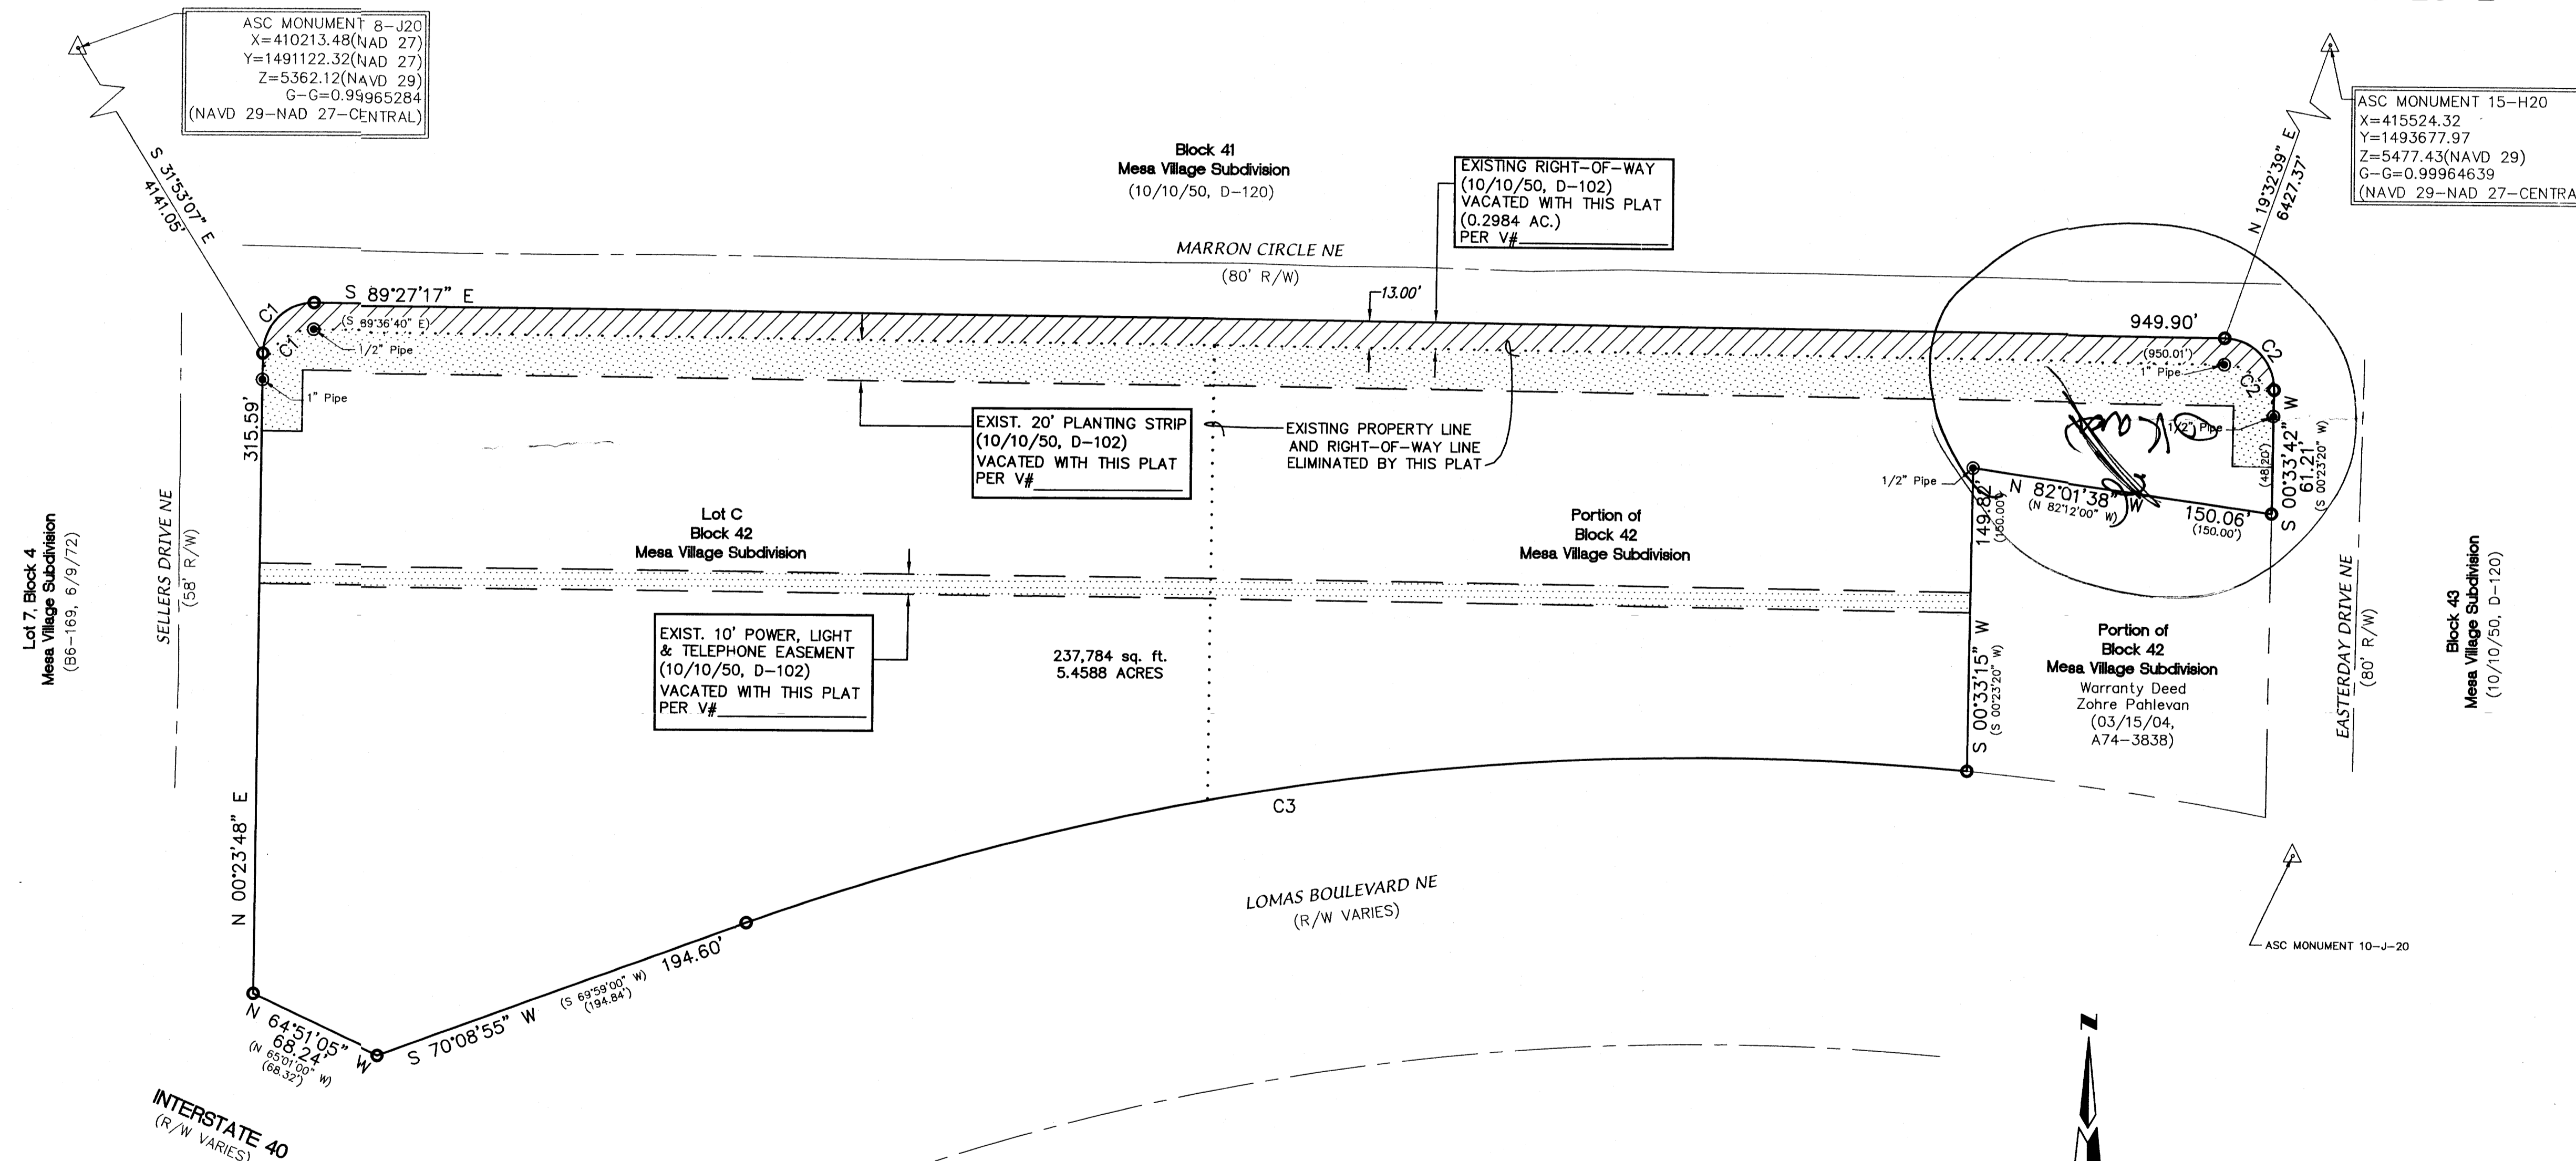 ASC MONUMENT 8-J20
X=410213.48(NAD 27)
Y=1491122.32(NAD 27)
Z=5362.12(NAVD 29)
G-G=0.99965284
(NAVD 29-NAD 27-CENTRAL)
ASC MONUMENT 15-H20
X=415524.32
Y=1493677.97
Z=5477.43(NAVD 29)
G-G=0.99964639
(NAVD 29-NAD 27-CENTRA
S 31°53'07" E
4141.05'
N 19°32'39" E
6427.37'
Block 41
Mesa Village Subdivision
(10/10/50, D-120)
EXISTING RIGHT-OF-WAY
(10/10/50, D-102)
VACATED WITH THIS PLAT
(0.2984 AC.)
PER V#
MARRON CIRCLE NE
(80' R/W)
13.00'
S 89°27'17" E
(S 89°36'40" E)
949.90'
(950.01')
C1
C1
1/2" Pipe
1" Pipe
C2
C2
1" Pipe
1/2" Pipe
315.59'
N 00°23'48" E
EXIST. 20' PLANTING STRIP
(10/10/50, D-102)
VACATED WITH THIS PLAT
PER V#
EXISTING PROPERTY LINE
AND RIGHT-OF-WAY LINE
ELIMINATED BY THIS PLAT
1/2" Pipe
N 82°01'38" W
(N 82°12'00" W)
150.06'
(150.00')
149.82'
(150.00')
S 00°33'15" W
(S 00°23'20" W)
S 00°33'42" W
61.21'
(S 00°23'20" W)
(48.20')
Lot 7, Block 4
Mesa Village Subdivision
(B6-169, 6/9/72)
SELLERS DRIVE NE
(58' R/W)
Lot C
Block 42
Mesa Village Subdivision
Portion of
Block 42
Mesa Village Subdivision
EXIST. 10' POWER, LIGHT
& TELEPHONE EASEMENT
(10/10/50, D-102)
VACATED WITH THIS PLAT
PER V#
237,784 sq. ft.
5.4588 ACRES
Portion of
Block 42
Mesa Village Subdivision
Warranty Deed
Zohre Pahlevan
(03/15/04,
A74-3838)
EASTERDAY DRIVE NE
(80' R/W)
Block 43
Mesa Village Subdivision
(10/10/50, D-120)
C3
LOMAS BOULEVARD NE
(R/W VARIES)
ASC MONUMENT 10-J-20
194.60'
(S 69°59'00" W)
(194.84')
S 70°08'55" W
N 64°51'05" W
68.24'
(N 65°01'00" W)
(68.32')
INTERSTATE 40
(R/W VARIES)
N